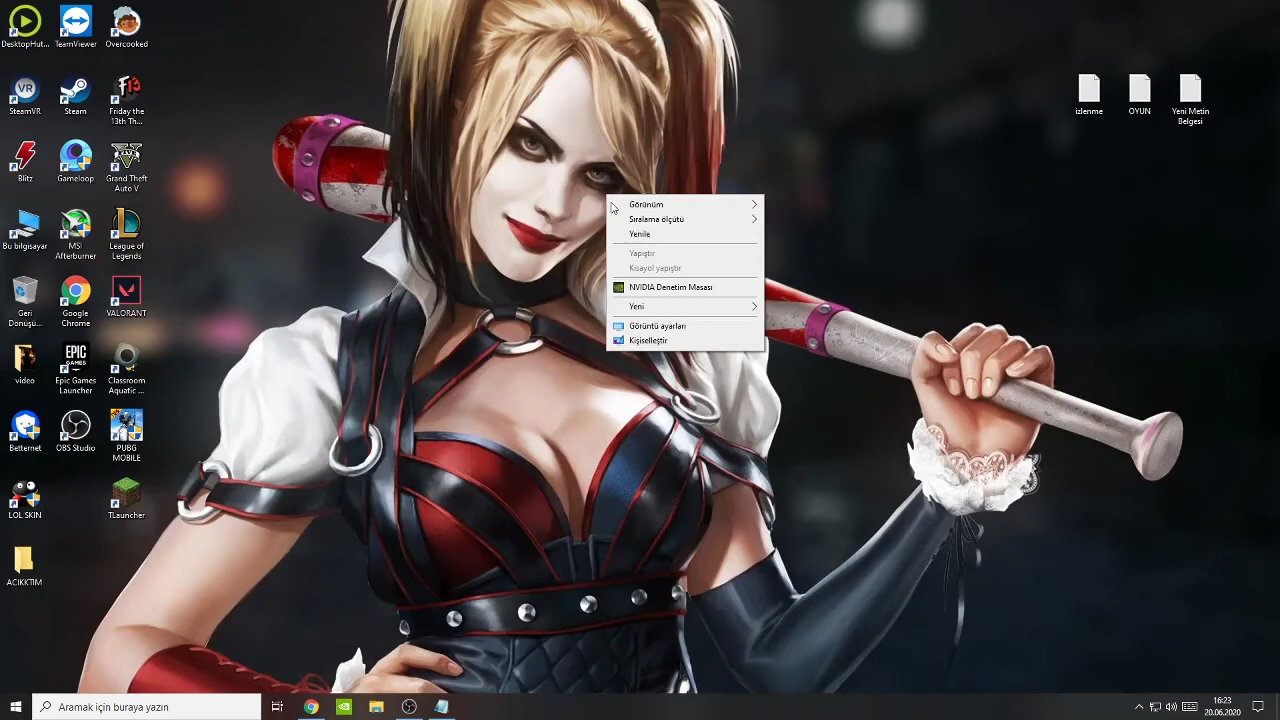 DesktopHut...
TeamViewer
Overcooked
SteamVR
Steam
Friday the
13th Th...
Blitz
Gameloop
Grand Theft
Auto V
Bu bilgisayar
MSI
Afterburner
League of
Legends
Geri
Dönüşü...
Google
Chrome
VALORANT
video
EPIC
GAMES
Epic Games
Launcher
Classroom
Aquatic ...
Betternet
OBS Studio
PUBG
MOBILE
LOL SKIN
TLauncher
ACIKKTIM
izlenme
OYUN
Yeni Metin
Belgesi
Görünüm
Sıralama ölçütü
Yenile
Yapıştır
Kısayol yapıştır
NVIDIA Denetim Masası
Yeni
Görüntü ayarları
Kişiselleştir
Aramak için buraya yazın
16:23
20.06.2020